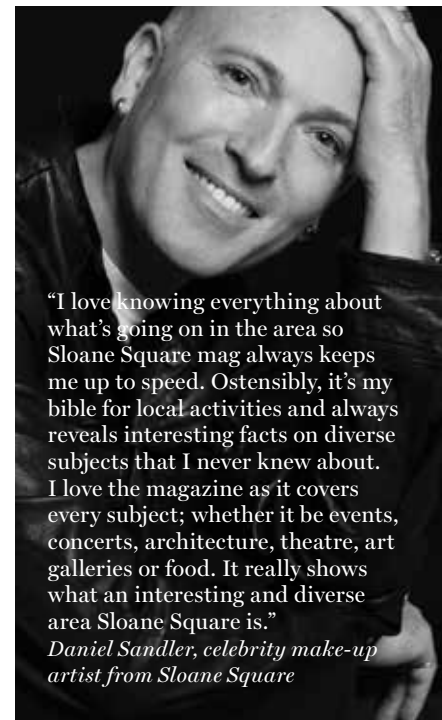 “I love knowing everything about
what’s going on in the area so
Sloane Square mag always keeps
me up to speed. Ostensibly, it’s my
bible for local activities and always
reveals interesting facts on diverse
subjects that I never knew about.
I love the magazine as it covers
every subject; whether it be events,
concerts, architecture, theatre, art
galleries or food. It really shows
what an interesting and diverse
area Sloane Square is.”
Daniel Sandler, celebrity make-up
artist from Sloane Square